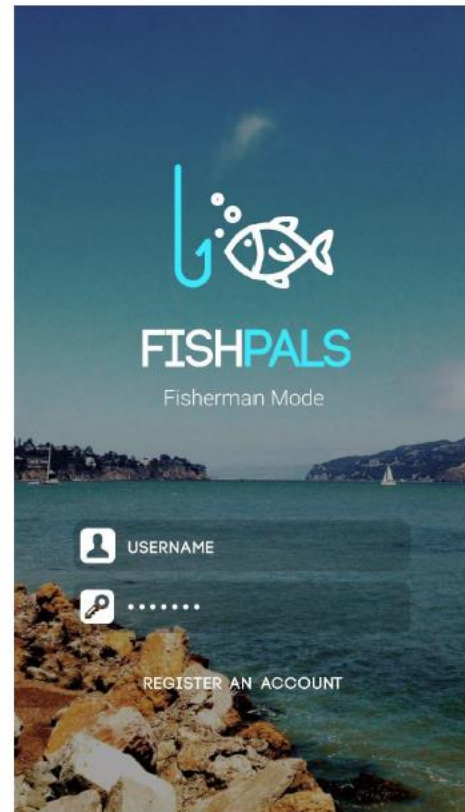 FISHPALS
Fisherman Mode
USERNAME
•••••••
REGISTER AN ACCOUNT